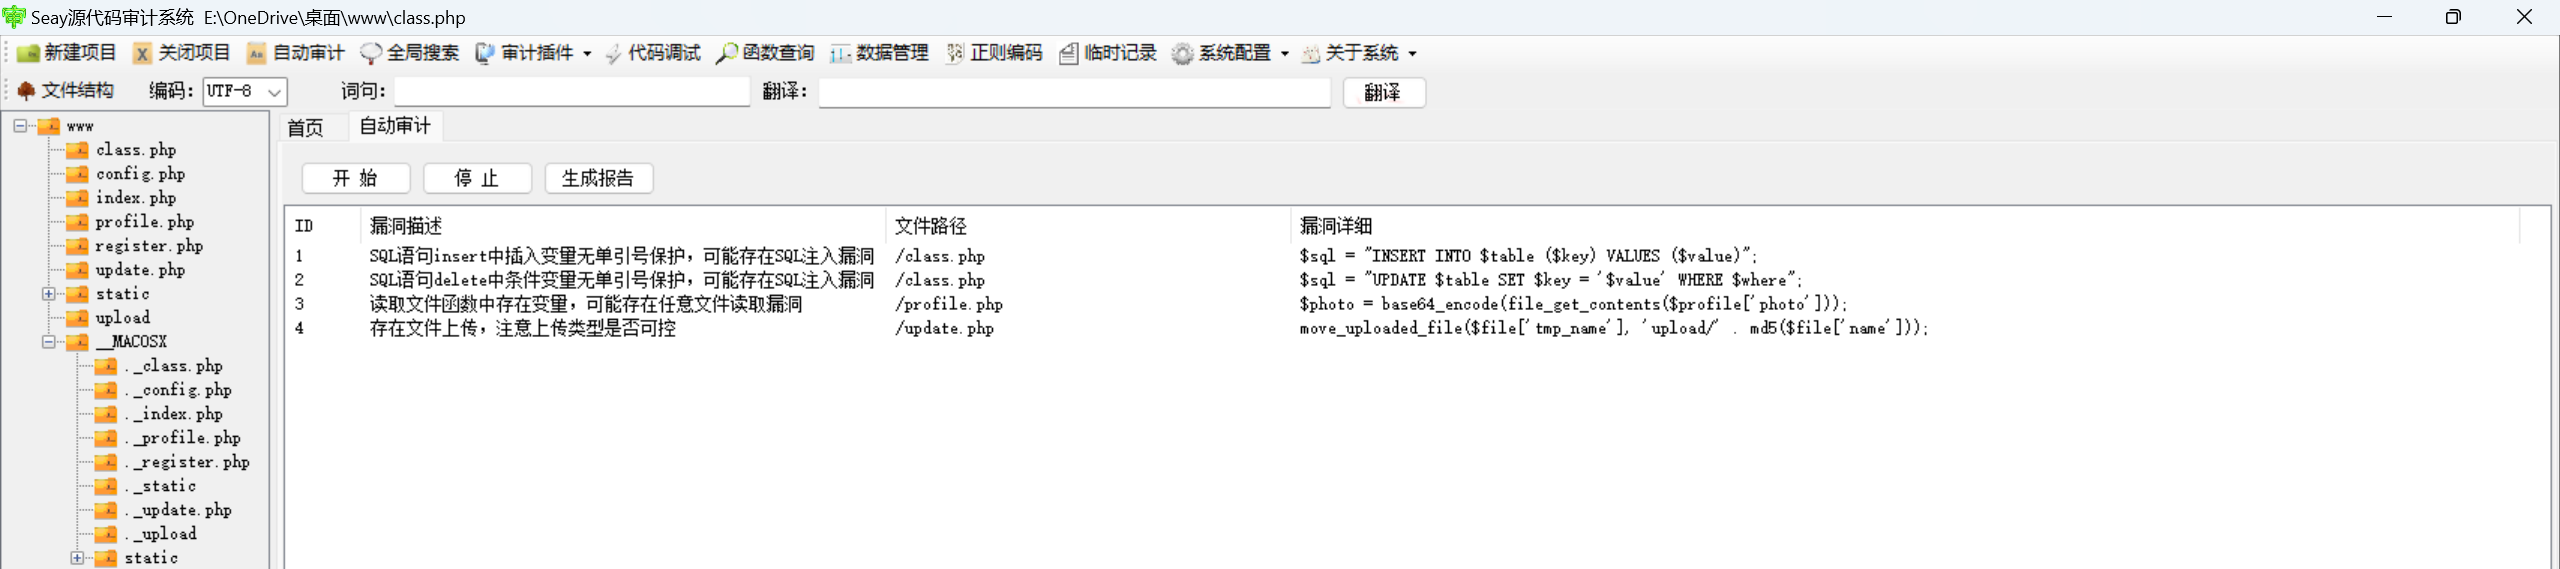 Seay源代码审计系统 E:\OneDrive\桌面\www\class.php
新建项目 关闭项目 自动审计 全局搜索 审计插件 代码调试 函数查询 数据管理 正则编码 临时记录 系统配置 关于系统
文件结构 编码: UTF-8 词句: 翻译: 翻译
首页 自动审计
开 始 停 止 生成报告
www
class.php
config.php
index.php
profile.php
register.php
update.php
static
upload
__MACOSX
._class.php
._config.php
._index.php
._profile.php
._register.php
._static
._update.php
._upload
static
ID 漏洞描述 文件路径 漏洞详细
1 SQL语句insert中插入变量无单引号保护，可能存在SQL注入漏洞 /class.php $sql = "INSERT INTO $table ($key) VALUES ($value)";
2 SQL语句delete中条件变量无单引号保护，可能存在SQL注入漏洞 /class.php $sql = "UPDATE $table SET $key = '$value' WHERE $where";
3 读取文件函数中存在变量，可能存在任意文件读取漏洞 /profile.php $photo = base64_encode(file_get_contents($profile['photo']));
4 存在文件上传，注意上传类型是否可控 /update.php move_uploaded_file($file['tmp_name'], 'upload/' . md5($file['name']));